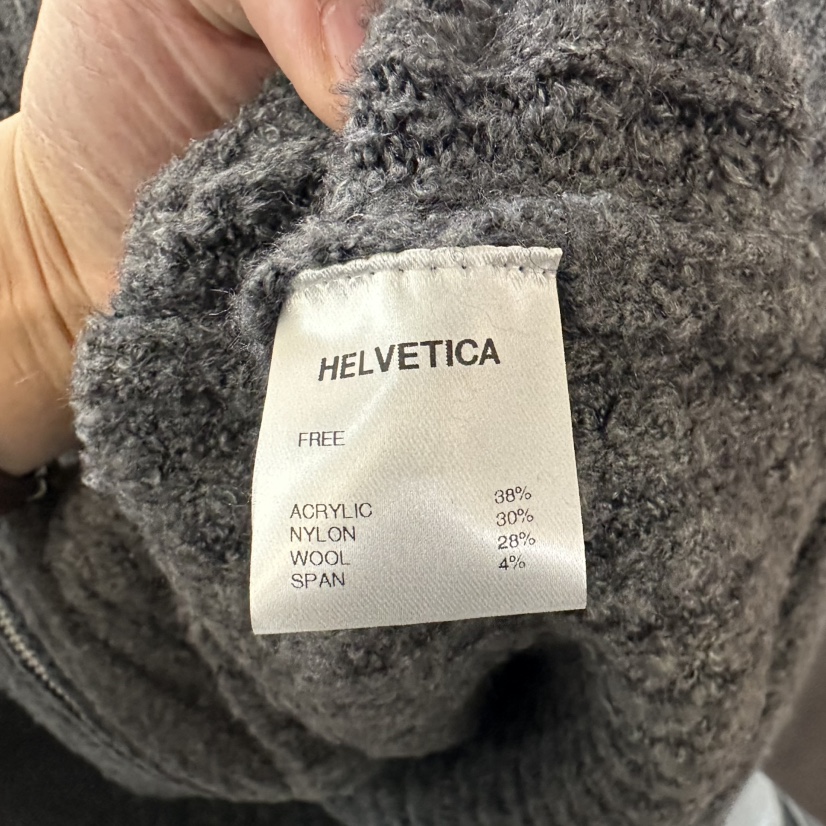 HELVETICA
FREE
ACRYLIC 38%
NYLON 30%
WOOL 28%
SPAN 4%